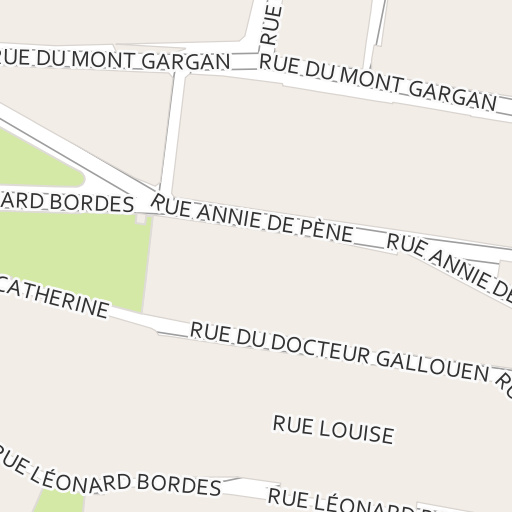 RUE
RUE DU MONT GARGAN
RUE DU MONT GARGAN
ARD BORDES
RUE ANNIE DE PÈNE
RUE ANNIE DE
CATHERINE
RUE DU DOCTEUR GALLOUEN
RUE LOUISE
RUE LÉONARD BORDES
RUE LÉONARD